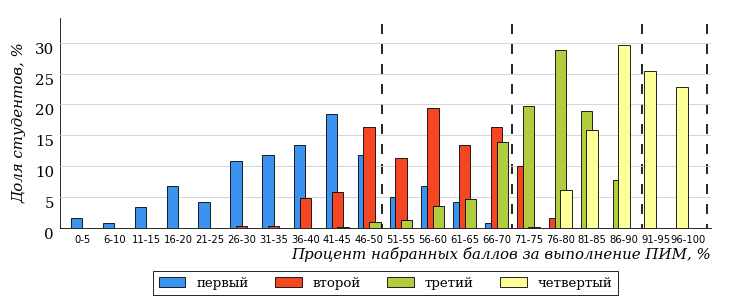 Доля студентов, %
30
25
20
15
10
5
0
0-5 6-10 11-15 16-20 21-25 26-30 31-35 36-40 41-45 46-50 51-55 56-60 61-65 66-70 71-75 76-80 81-85 86-90 91-95 96-100
Процент набранных баллов за выполнение ПИМ, %
первый второй третий четвертый